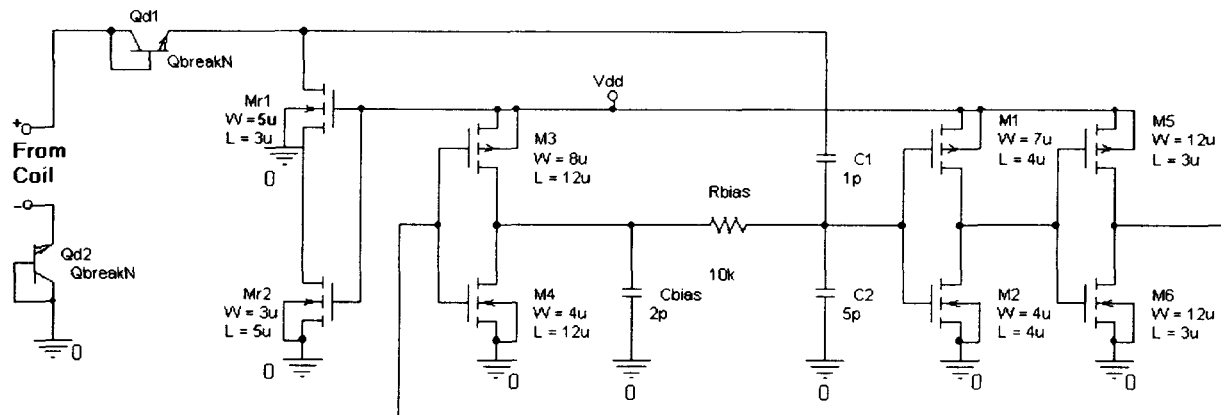 Qd1
QbreakN
+
From
Coil
-
Qd2
QbreakN
0
Mr1
W = 5u
L = 3u
0
Mr2
W = 3u
L = 5u
0
M3
W = 8u
L = 12u
M4
W = 4u
L = 12u
0
Vdd
Cbias
2p
0
Rbias
10k
C1
1p
C2
5p
0
M1
W = 7u
L = 4u
M2
W = 4u
L = 4u
0
M5
W = 12u
L = 3u
M6
W = 12u
L = 3u
0